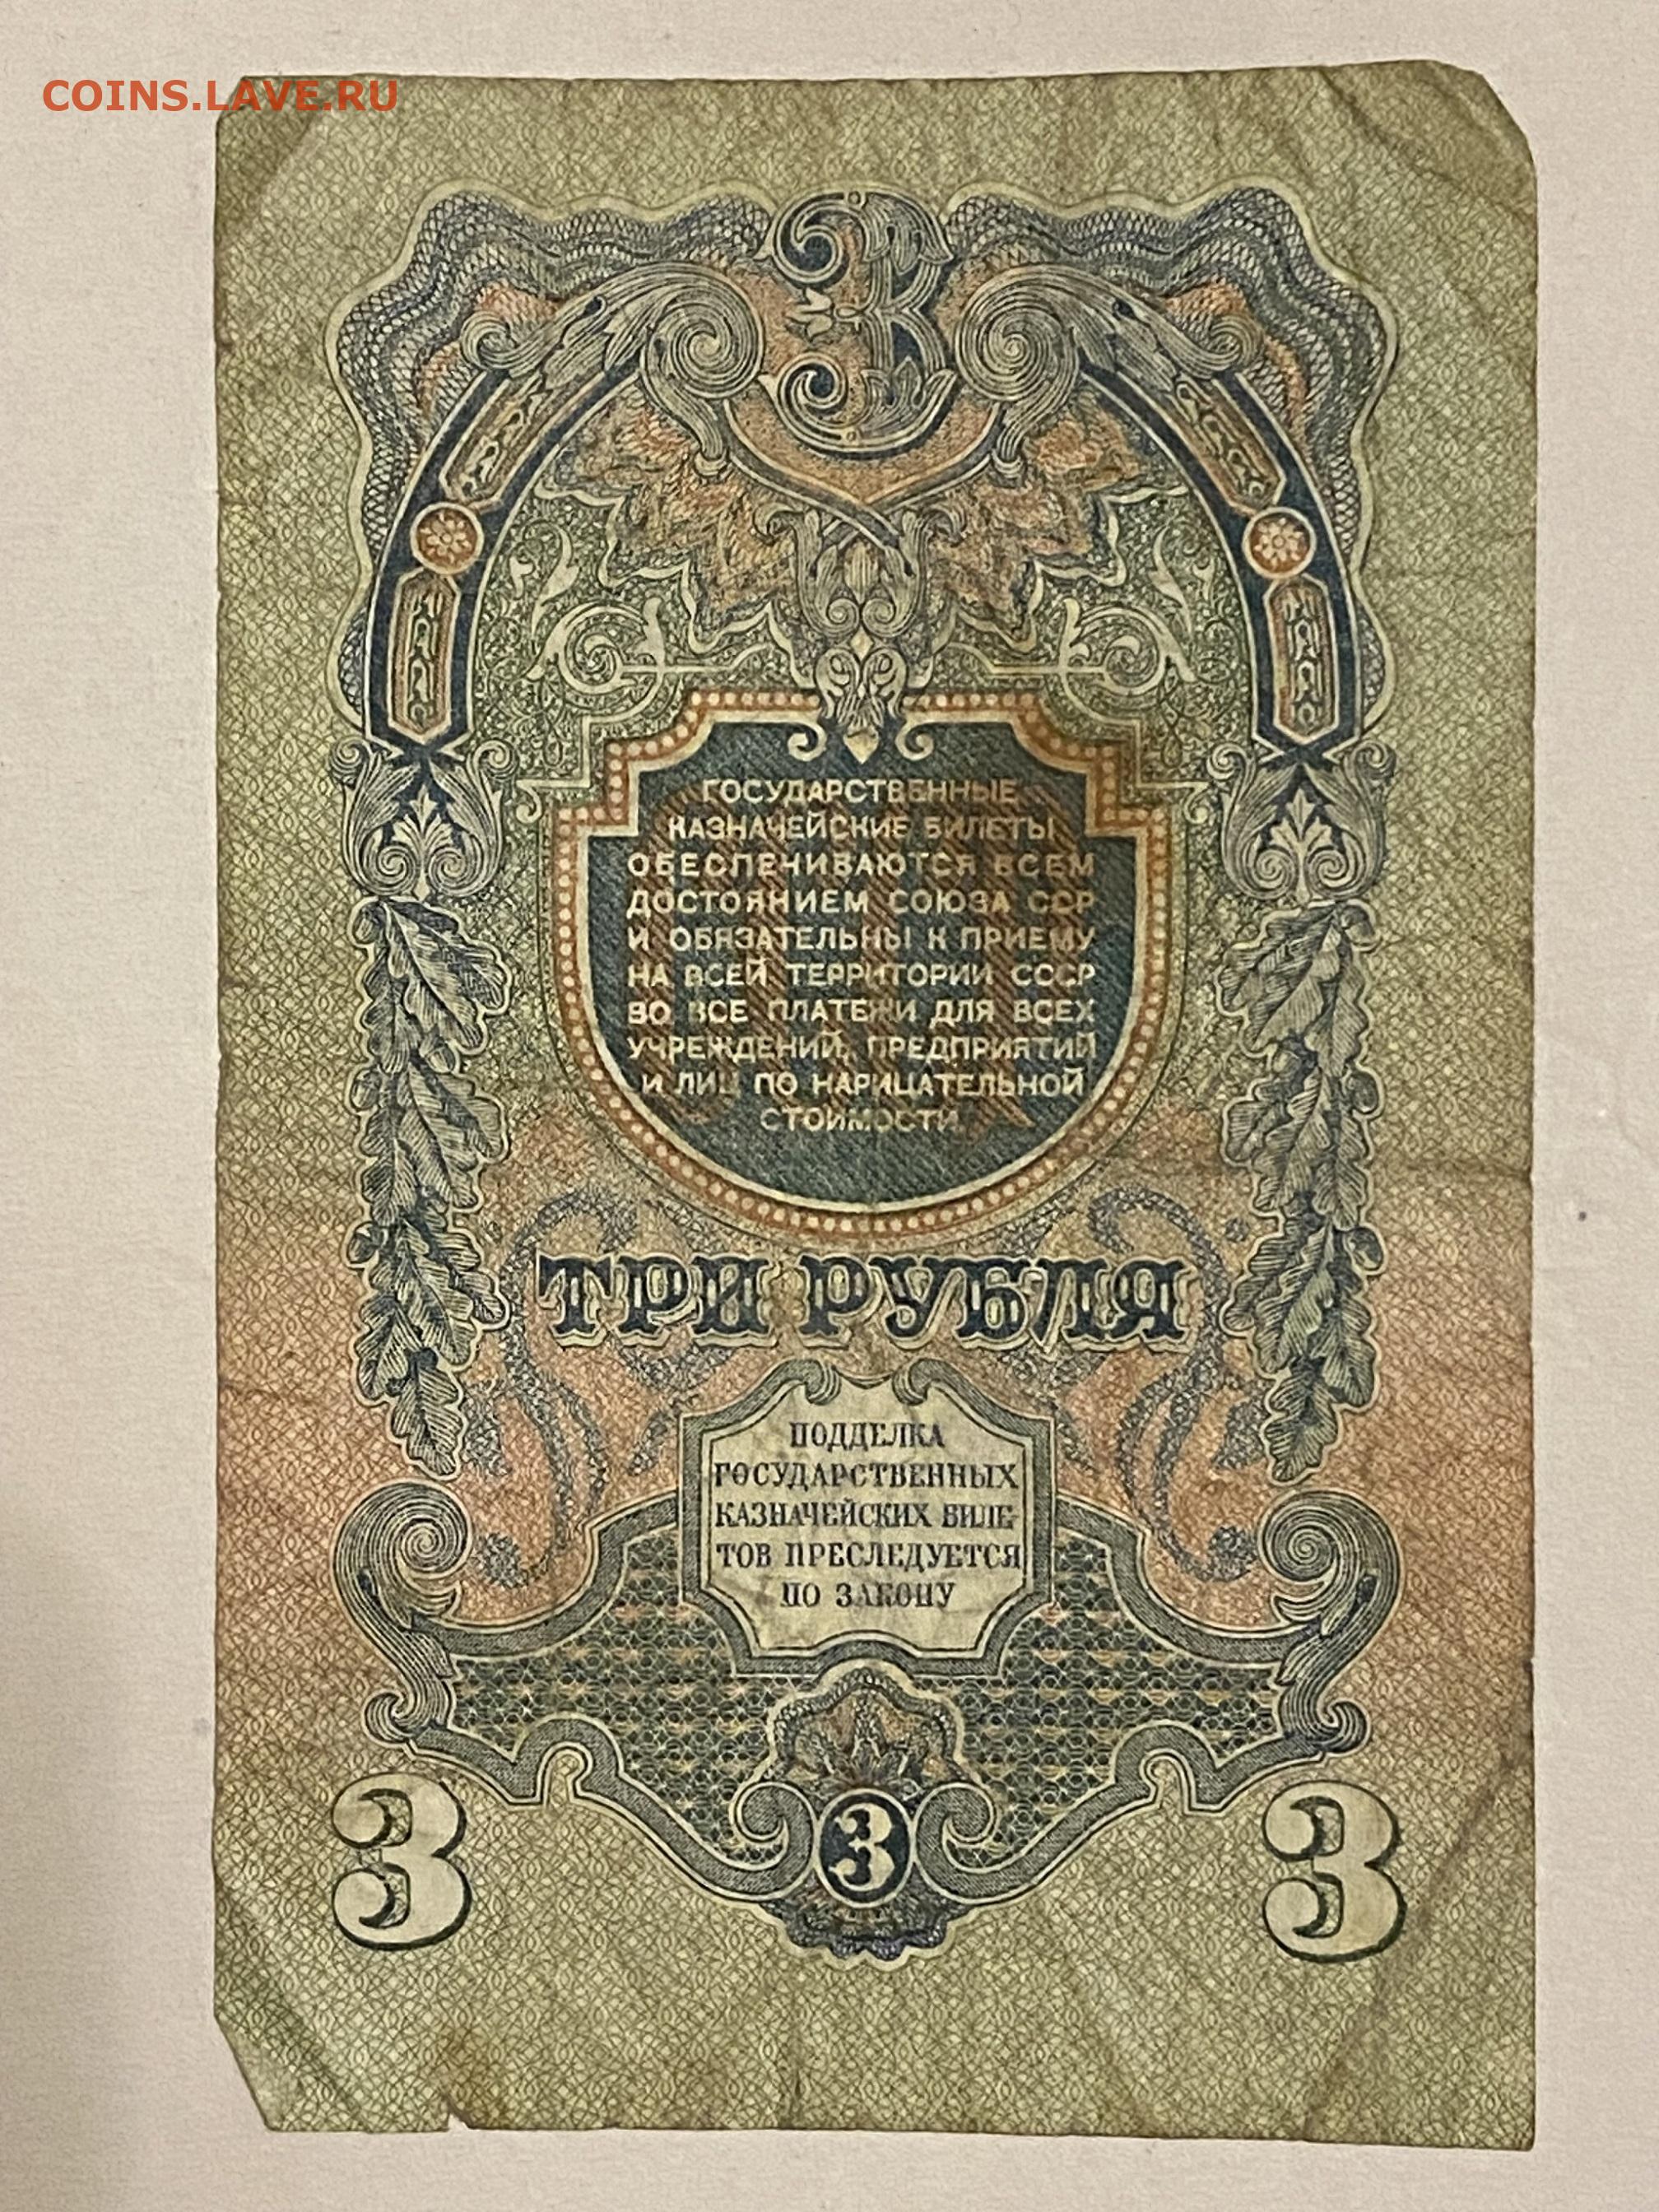 COINS.LAVE.RU
3
ГОСУДАРСТВЕННЫЕ
КАЗНАЧЕЙСКИЕ БИЛЕТЫ
ОБЕСПЕЧИВАЮТСЯ ВСЕМ
ДОСТОЯНИЕМ СОЮЗА ССР
И ОБЯЗАТЕЛЬНЫ К ПРИЕМУ
НА ВСЕЙ ТЕРРИТОРИИ СССР
ВО ВСЕ ПЛАТЕЖИ ДЛЯ ВСЕХ
УЧРЕЖДЕНИЙ, ПРЕДПРИЯТИЙ
И ЛИЦ ПО НАРИЦАТЕЛЬНОЙ
СТОИМОСТИ.
ТРИ РУБЛЯ
ПОДДЕЛКА
ГОСУДАРСТВЕННЫХ
КАЗНАЧЕЙСКИХ БИЛЕ-
ТОВ ПРЕСЛЕДУЕТСЯ
ПО ЗАКОНУ
3 3 3